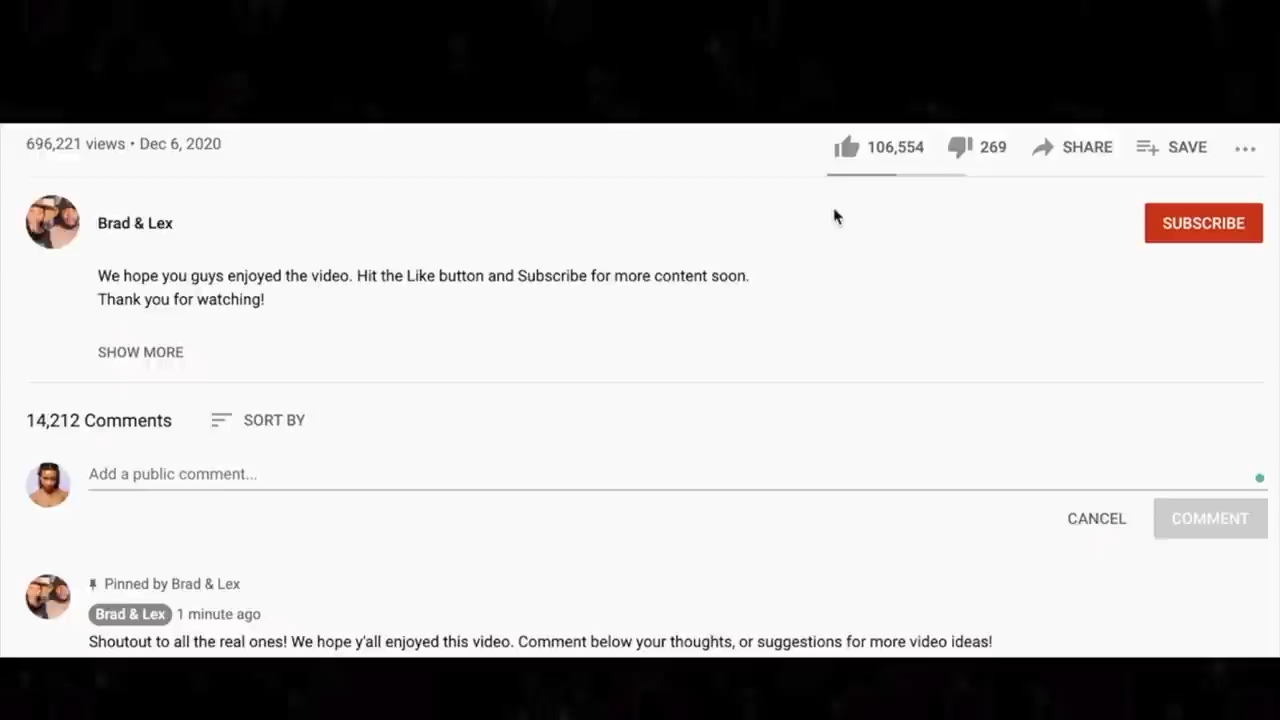 696,221 views • Dec 6, 2020
106,554
269
SHARE
SAVE
Brad & Lex
SUBSCRIBE
We hope you guys enjoyed the video. Hit the Like button and Subscribe for more content soon.
Thank you for watching!
SHOW MORE
14,212 Comments
SORT BY
Add a public comment...
CANCEL
COMMENT
Pinned by Brad & Lex
Brad & Lex 1 minute ago
Shoutout to all the real ones! We hope y'all enjoyed this video. Comment below your thoughts, or suggestions for more video ideas!